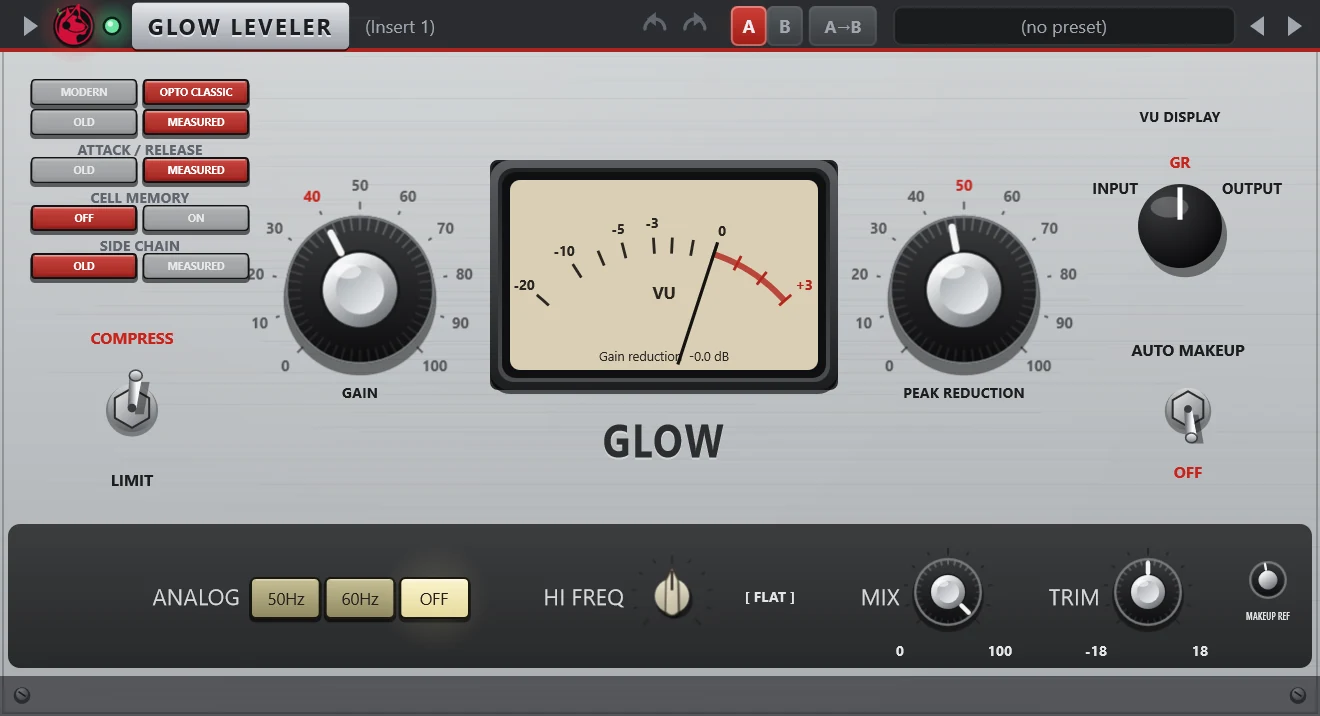 GLOW LEVELER (Insert 1) A B A→B (no preset)
MODERN OPTO CLASSIC
OLD MEASURED
ATTACK / RELEASE
OLD MEASURED
CELL MEMORY
OFF ON
SIDE CHAIN
OLD MEASURED
COMPRESS
LIMIT
0 10 20 30 40 50 60 70 80 90 100
GAIN
-20 -10 -5 -3 0 +3
VU
Gain reduction -0.0 dB
GLOW
0 10 20 30 40 50 60 70 80 90 100
PEAK REDUCTION
VU DISPLAY
GR
INPUT OUTPUT
AUTO MAKEUP
OFF
ANALOG 50Hz 60Hz OFF HI FREQ [ FLAT ] MIX TRIM
MAKEUP REF
0 100 -18 18